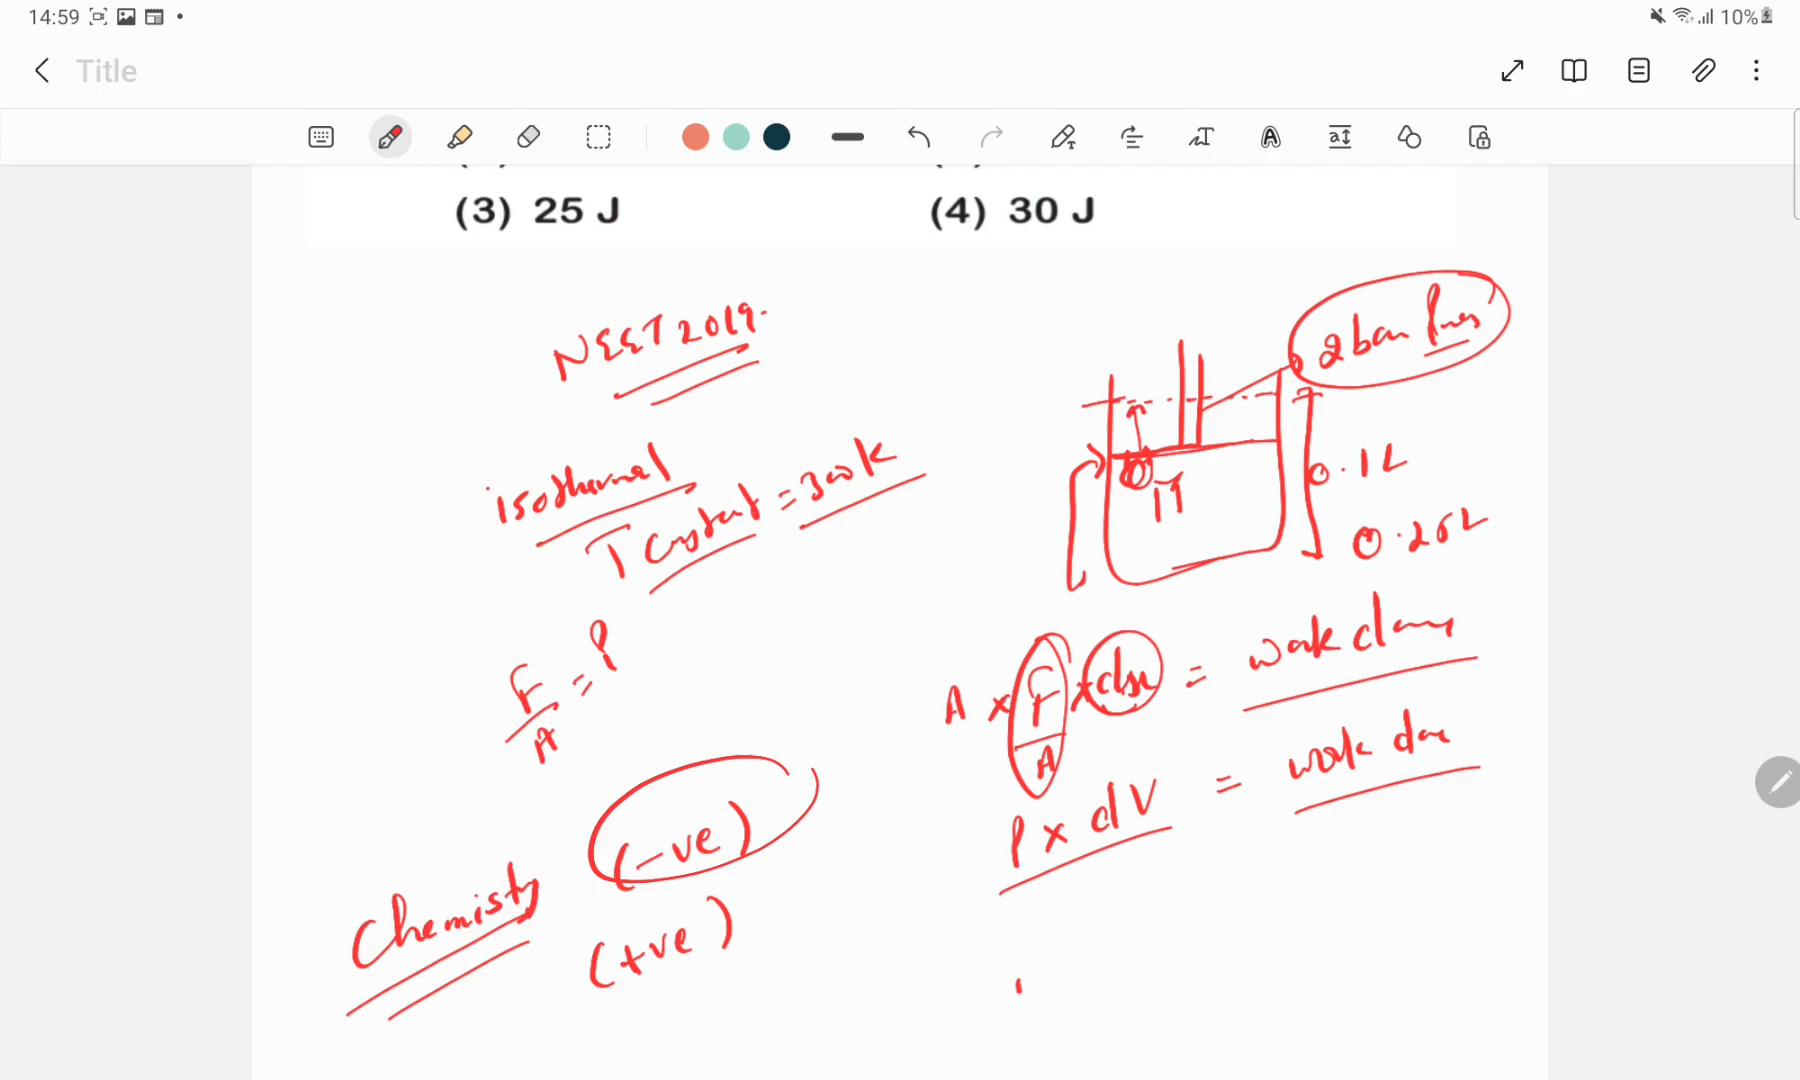 14:59
10%
Title
(3) 25 J
(4) 30 J
NEET 2019.
2 bar Pres
isothermal
T constant = 300K
0.1L
0.25L
F/A = P
A × F/A × dx = work done
P × dV = work done
(-ve)
Chemistry
(+ve)